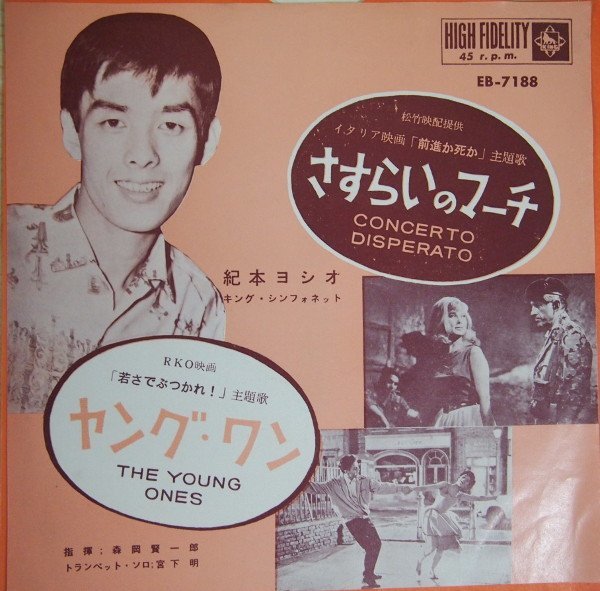 HIGH FIDELITY
45 r.p.m.
KING
EB-7188
松竹映配提供
イタリア映画「前進か死か」主題歌
さすらいのマーチ
CONCERTO
DISPERATO
紀本ヨシオ
キング・シンフォネット
RKO映画
「若さでぶつかれ!」主題歌
ヤング・ワン
THE YOUNG
ONES
指揮;森岡賢一郎
トランペット・ソロ;宮下明